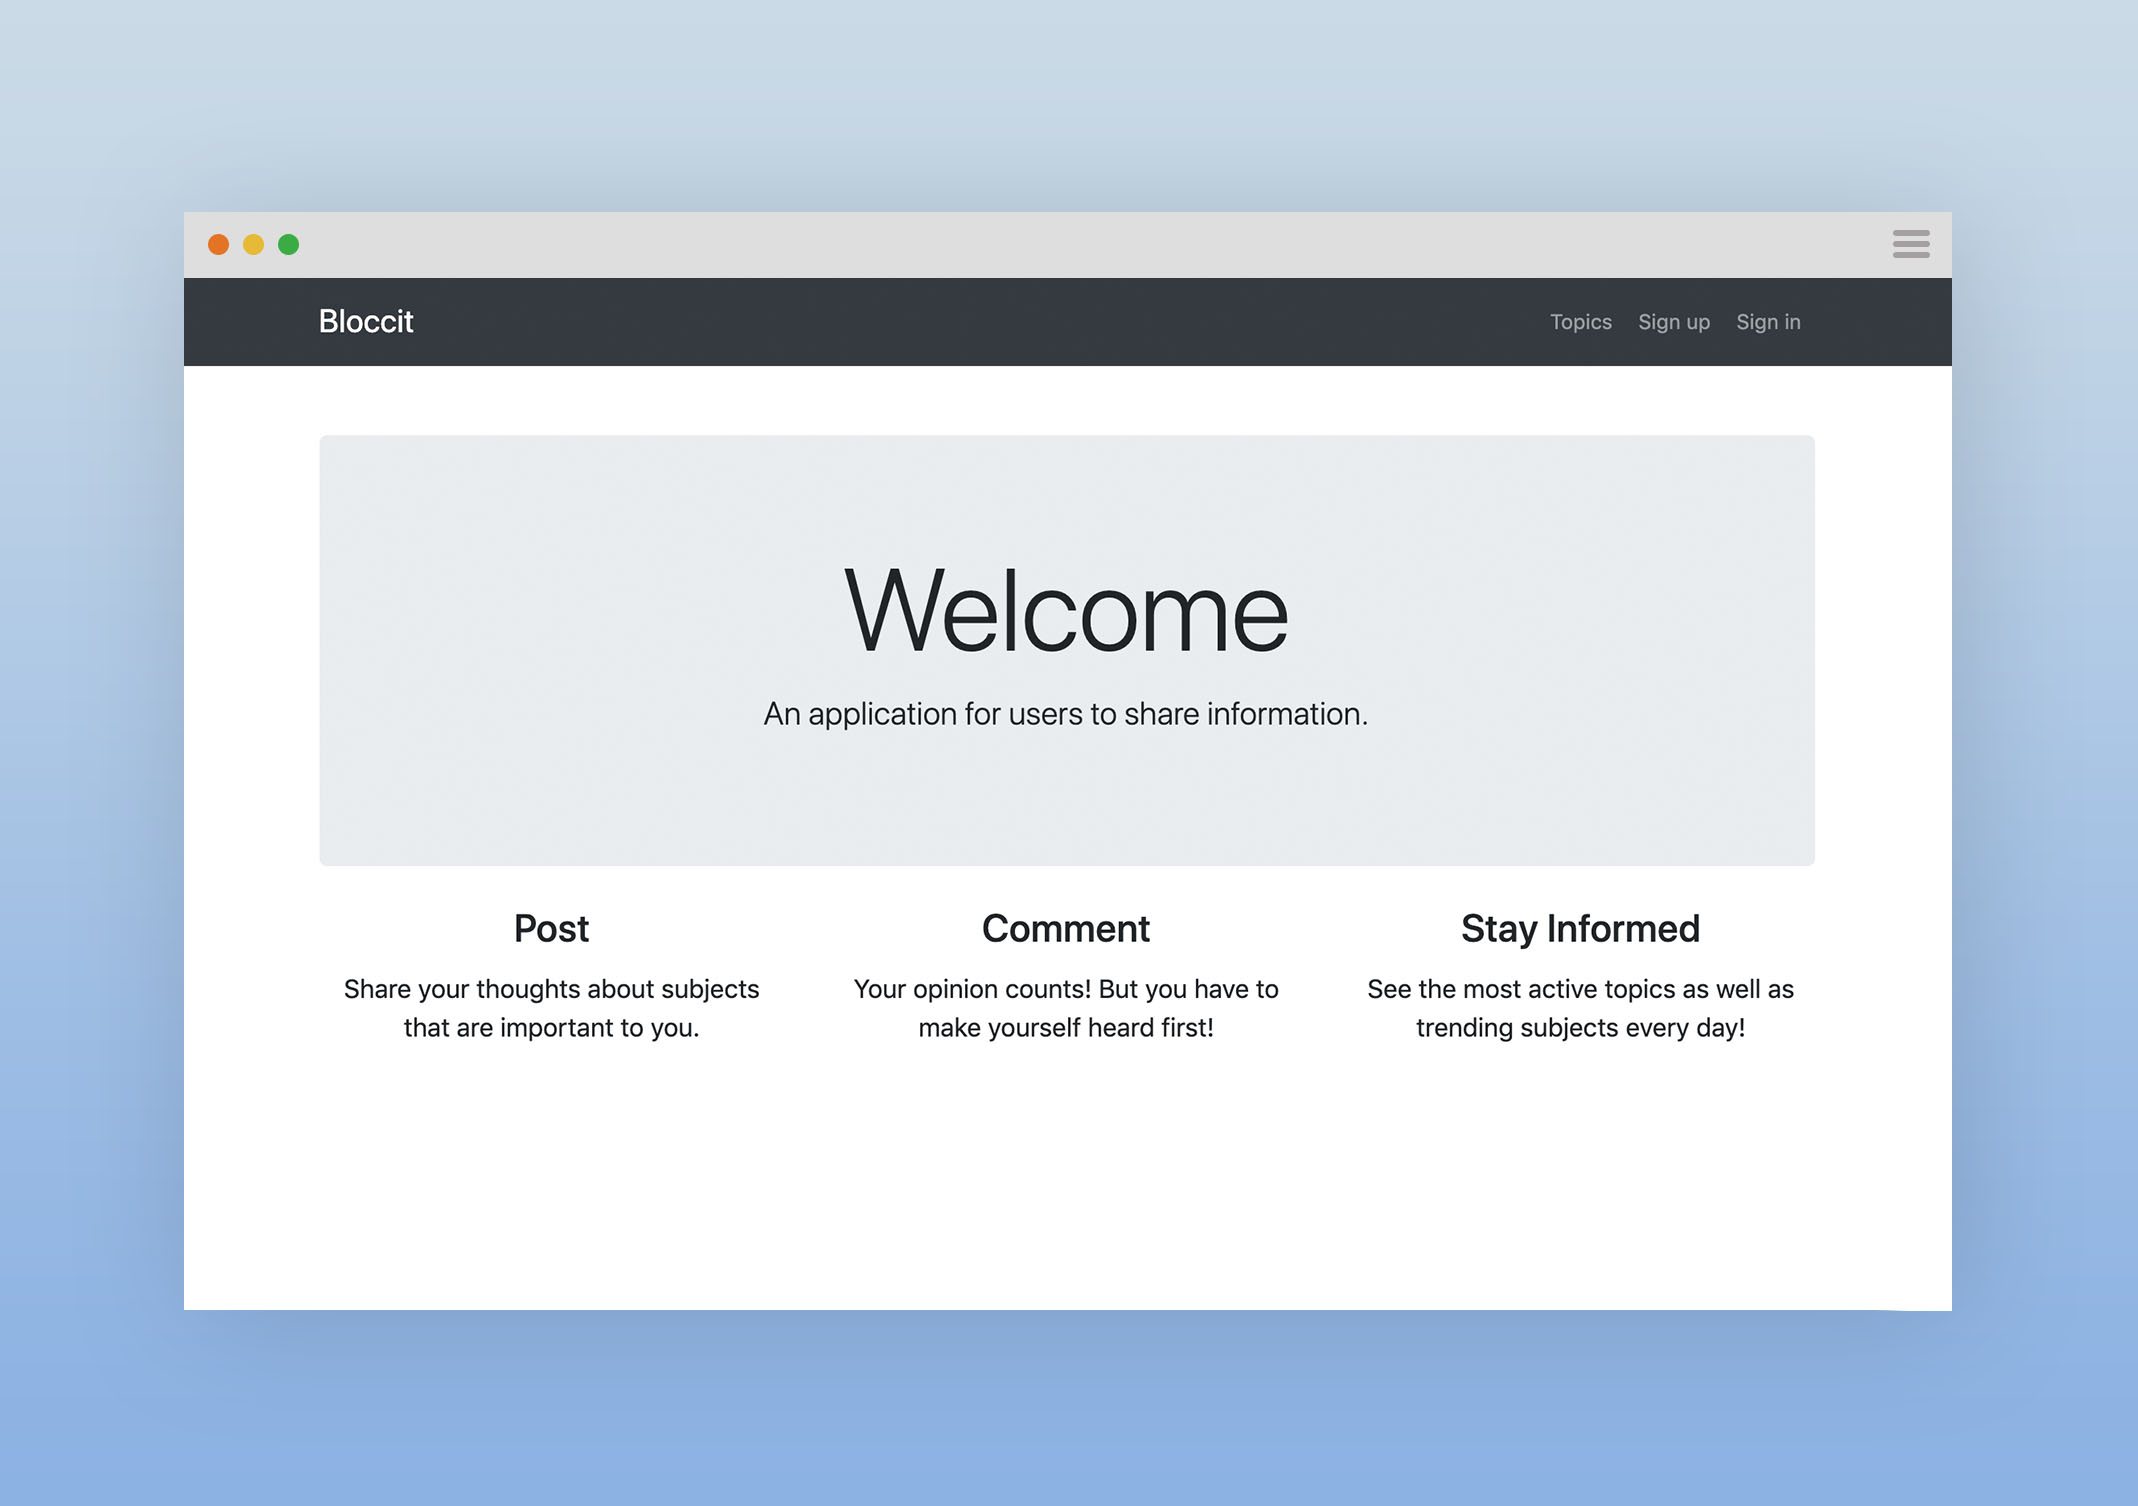 Bloccit
Topics Sign up Sign in
Welcome
An application for users to share information.
Post
Share your thoughts about subjects
that are important to you.
Comment
Your opinion counts! But you have to
make yourself heard first!
Stay Informed
See the most active topics as well as
trending subjects every day!